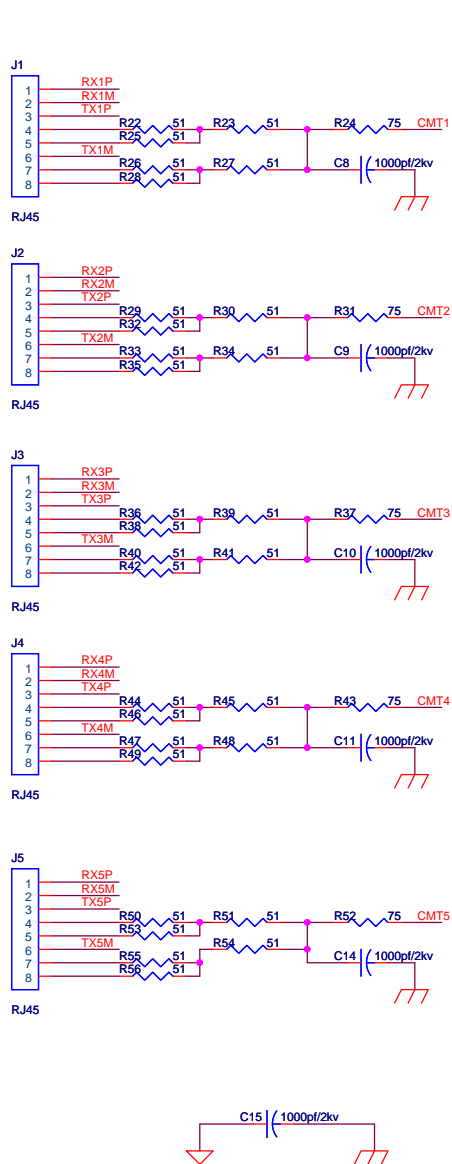 J1
1 RX1P
2 RX1M
3 TX1P
4 R22 51 R23 51 R24 75 CMT1
5 R25 51
6 TX1M
7 R26 51 R27 51 C8 1000pf/2kv
8 R28 51
RJ45
J2
1 RX2P
2 RX2M
3 TX2P
4 R29 51 R30 51 R31 75 CMT2
5 R32 51
6 TX2M
7 R33 51 R34 51 C9 1000pf/2kv
8 R35 51
RJ45
J3
1 RX3P
2 RX3M
3 TX3P
4 R36 51 R39 51 R37 75 CMT3
5 R38 51
6 TX3M
7 R40 51 R41 51 C10 1000pf/2kv
8 R42 51
RJ45
J4
1 RX4P
2 RX4M
3 TX4P
4 R44 51 R45 51 R43 75 CMT4
5 R46 51
6 TX4M
7 R47 51 R48 51 C11 1000pf/2kv
8 R49 51
RJ45
J5
1 RX5P
2 RX5M
3 TX5P
4 R50 51 R51 51 R52 75 CMT5
5 R53 51
6 TX5M R54 51
7 R55 51 C14 1000pf/2kv
8 R56 51
RJ45
C15 1000pf/2kv